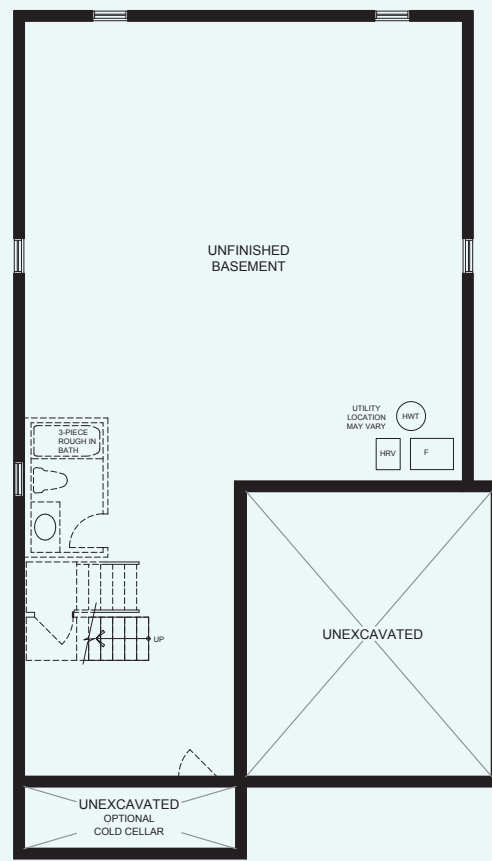 UNFINISHED
BASEMENT
UTILITY
LOCATION
MAY VARY
HWT
HRV
F
3-PIECE
ROUGH IN
BATH
UP
UNEXCAVATED
UNEXCAVATED
OPTIONAL
COLD CELLAR